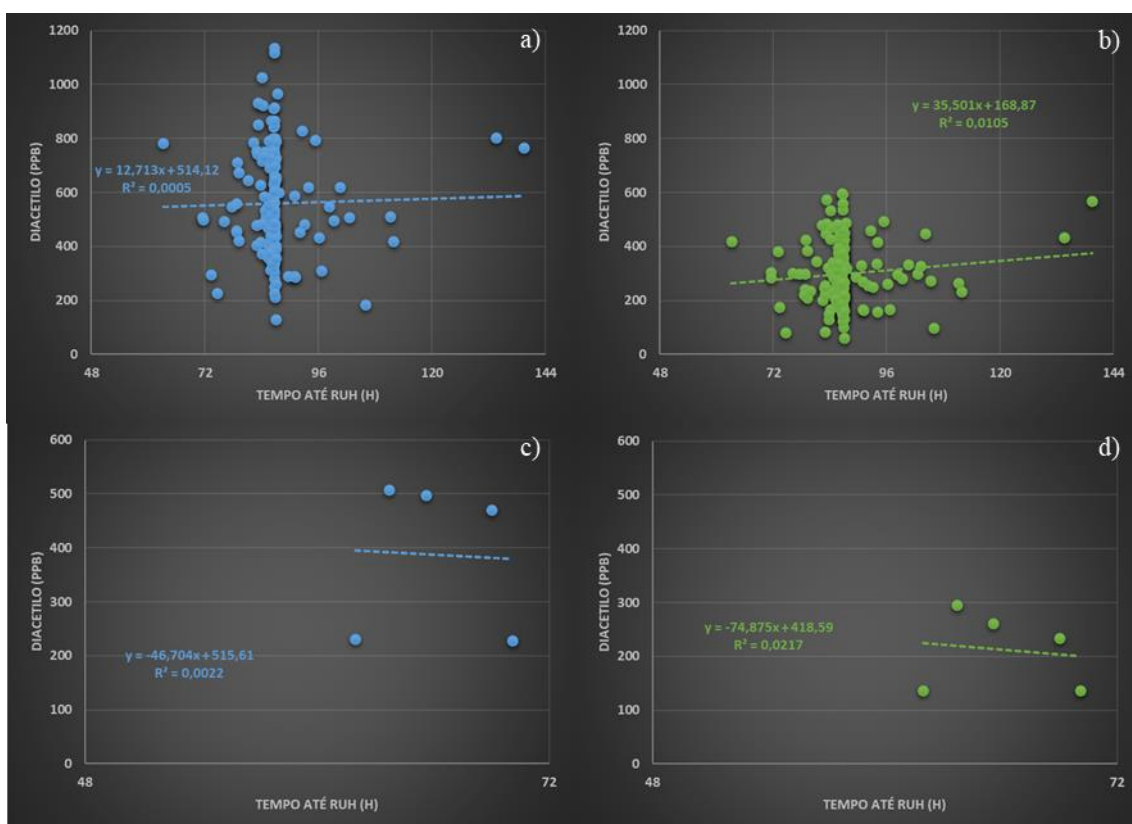 a)
1200
1000
800
600
400
200
0
DIACETILO (PPB)
y = 12,713x + 514,12
R² = 0,0005
48 72 96 120 144
TEMPO ATÉ RUH (H)
b)
1200
1000
800
600
400
200
0
DIACETILO (PPB)
y = 35,501x + 168,87
R² = 0,0105
48 72 96 120 144
TEMPO ATÉ RUH (H)
c)
600
500
400
300
200
100
0
DIACETILO (PPB)
y = -46,704x + 515,61
R² = 0,0022
48 72
TEMPO ATÉ RUH (H)
d)
600
500
400
300
200
100
0
DIACETILO (PPB)
y = -74,875x + 418,59
R² = 0,0217
48 72
TEMPO ATÉ RUH (H)